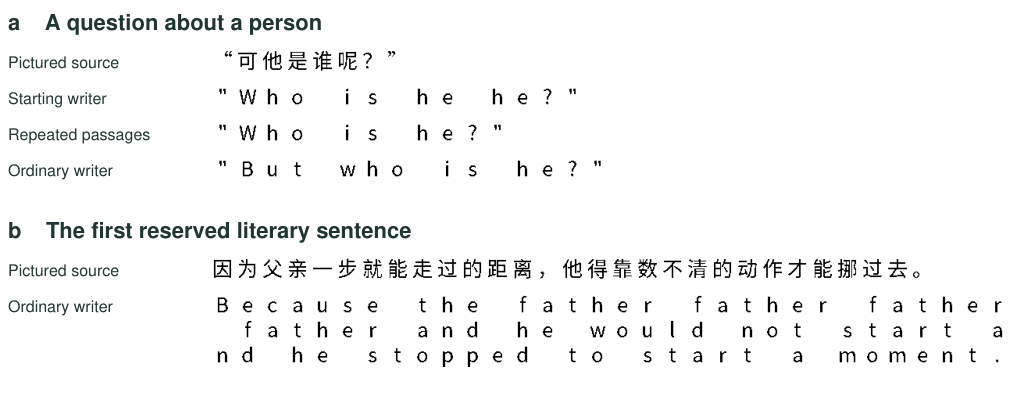 a A question about a person
Pictured source “可他是谁呢？”
Starting writer "Who is he he?"
Repeated passages "Who is he?"
Ordinary writer "But who is he?"
b The first reserved literary sentence
Pictured source 因为父亲一步就能走过的距离，他得靠数不清的动作才能挪过去。
Ordinary writer Because the father father father
father and he would not start a
nd he stopped to start a moment.